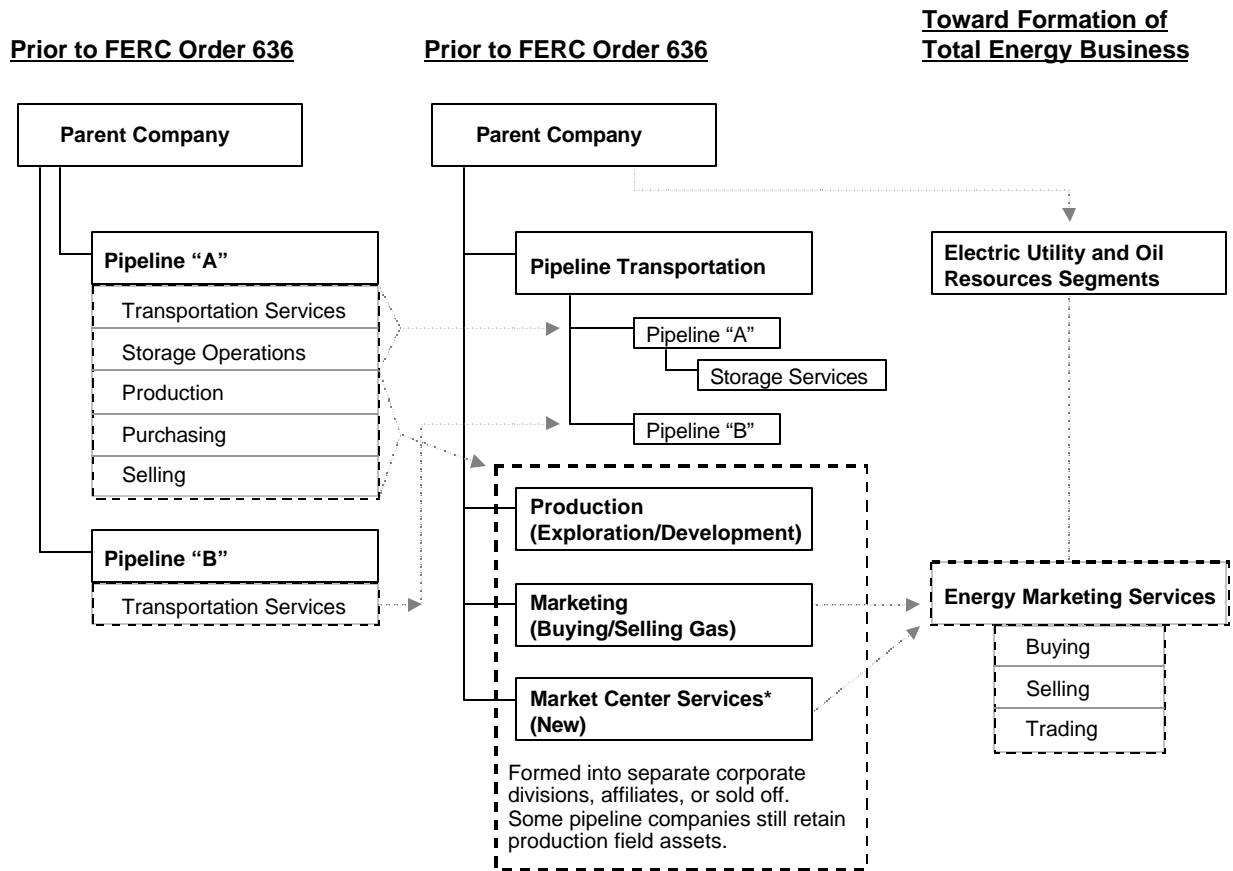 Prior to FERC Order 636
Prior to FERC Order 636
Toward Formation of
Total Energy Business
Parent Company
Pipeline “A”
Transportation Services
Storage Operations
Production
Purchasing
Selling
Pipeline “B”
Transportation Services
Parent Company
Pipeline Transportation
Pipeline “A”
Storage Services
Pipeline “B”
Production
(Exploration/Development)
Marketing
(Buying/Selling Gas)
Market Center Services*
(New)
Formed into separate corporate
divisions, affiliates, or sold off.
Some pipeline companies still retain
production field assets.
Electric Utility and Oil
Resources Segments
Energy Marketing Services
Buying
Selling
Trading